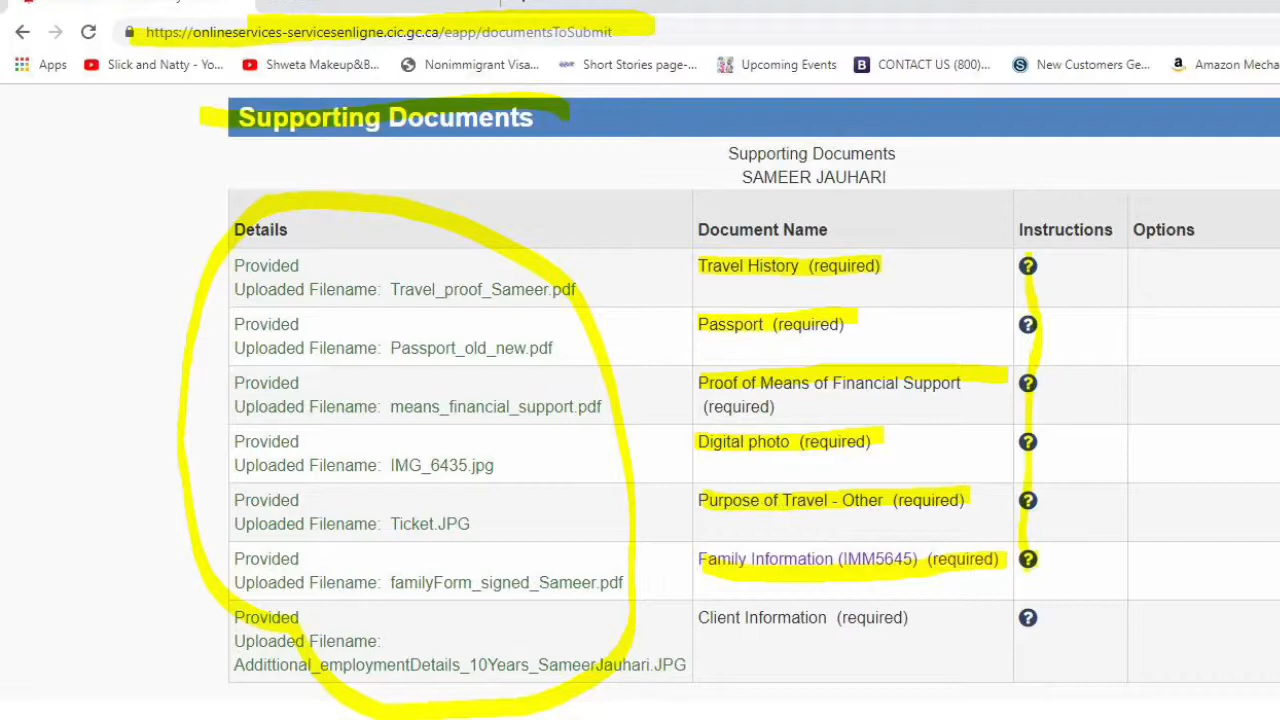 https://onlineservices-servicesenligne.cic.gc.ca/eapp/documentsToSubmit
Apps Slick and Natty - Yo... Shweta Makeup&B... Nonimmigrant Visa... Short Stories page-... Upcoming Events B CONTACT US (800)... S New Customers Ge... a Amazon Mecha
Supporting Documents
Supporting Documents
SAMEER JAUHARI
Details Document Name Instructions Options
Provided Travel History (required) ?
Uploaded Filename: Travel_proof_Sameer.pdf
Provided Passport (required) ?
Uploaded Filename: Passport_old_new.pdf
Provided Proof of Means of Financial Support ?
Uploaded Filename: means_financial_support.pdf (required)
Provided Digital photo (required) ?
Uploaded Filename: IMG_6435.jpg
Provided Purpose of Travel - Other (required) ?
Uploaded Filename: Ticket.JPG
Provided Family Information (IMM5645) (required) ?
Uploaded Filename: familyForm_signed_Sameer.pdf
Provided Client Information (required) ?
Uploaded Filename:
Addittional_employmentDetails_10Years_SameerJauhari.JPG